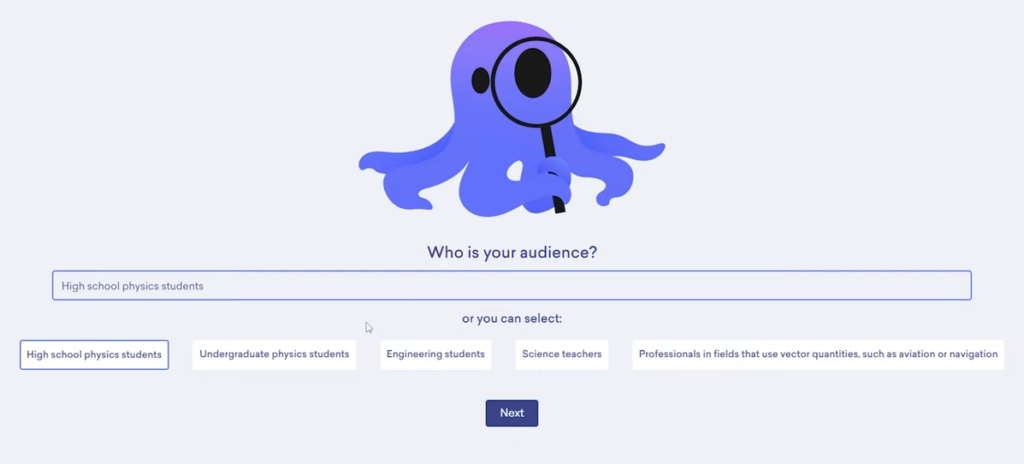 Who is your audience?
High school physics students
or you can select:
High school physics students
Undergraduate physics students
Engineering students
Science teachers
Professionals in fields that use vector quantities, such as aviation or navigation
Next